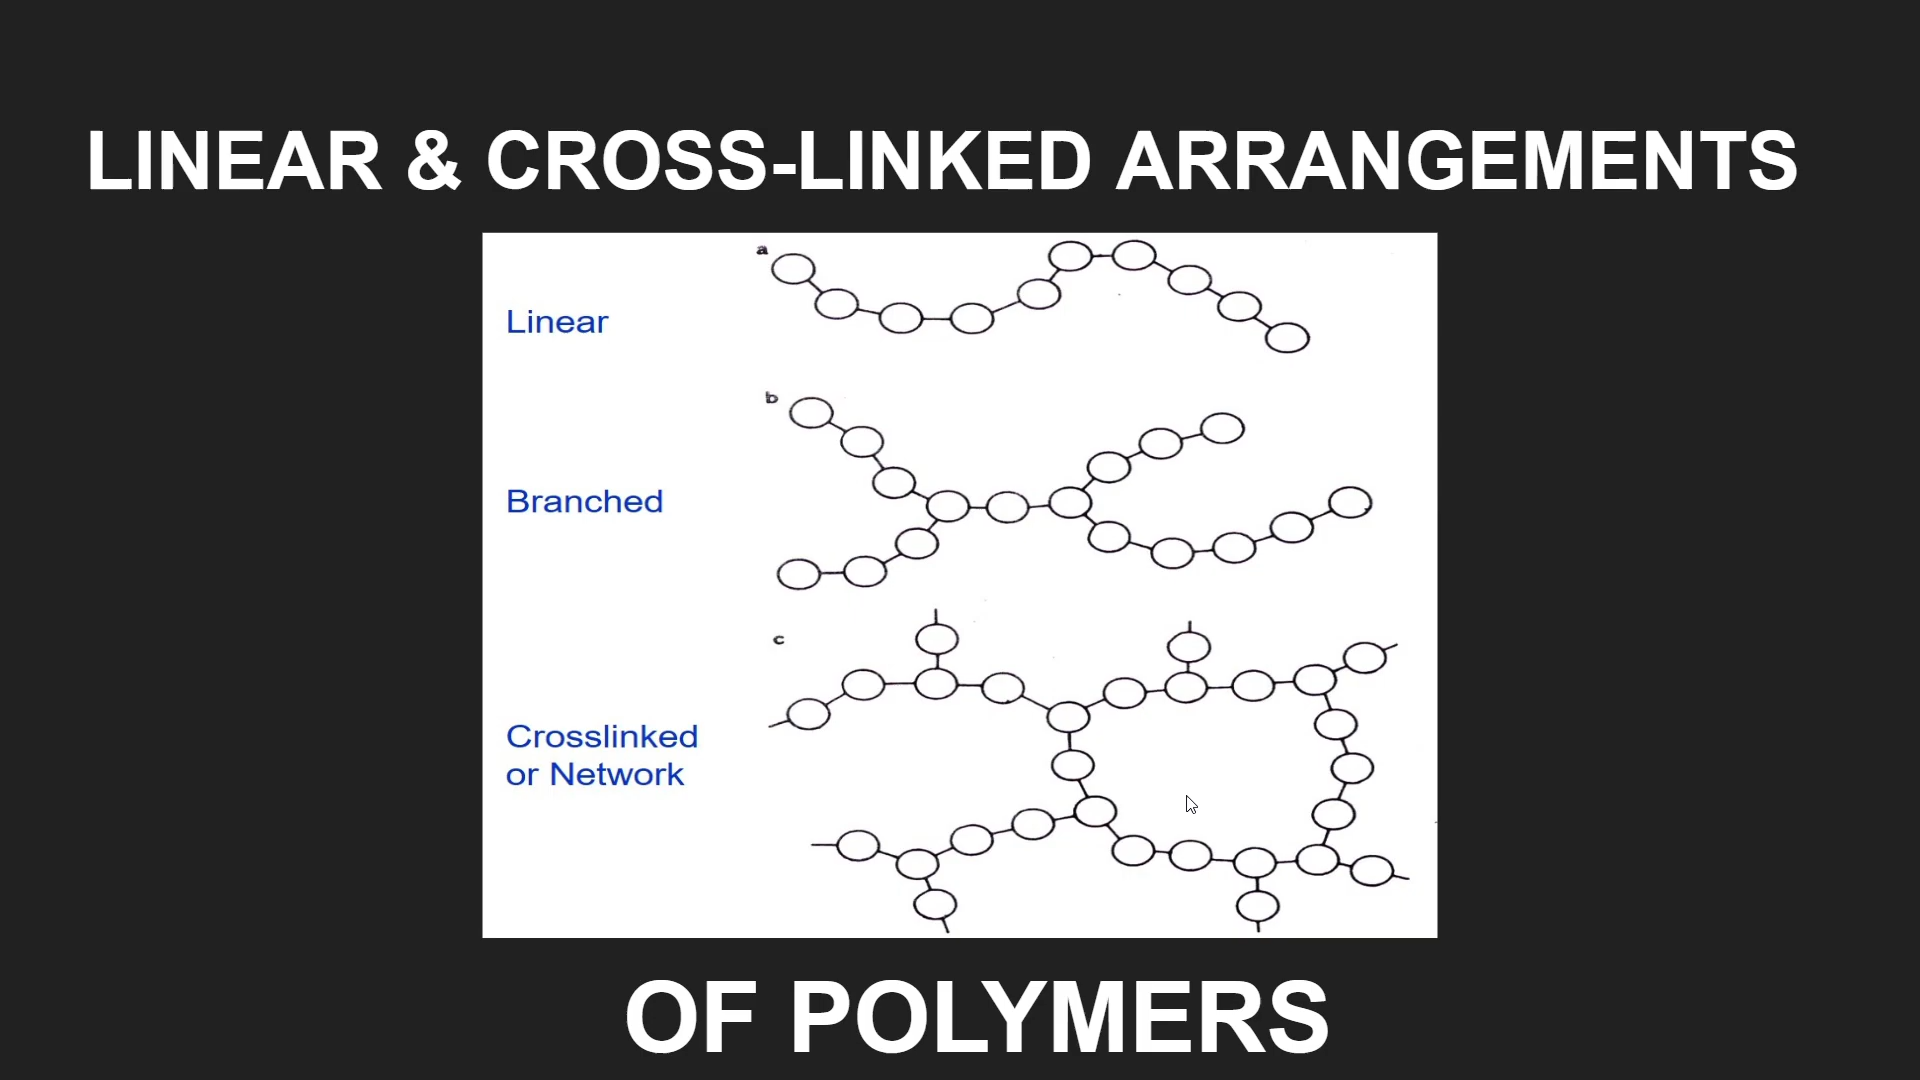 LINEAR & CROSS-LINKED ARRANGEMENTS
a
Linear
b
Branched
c
Crosslinked
or Network
OF POLYMERS